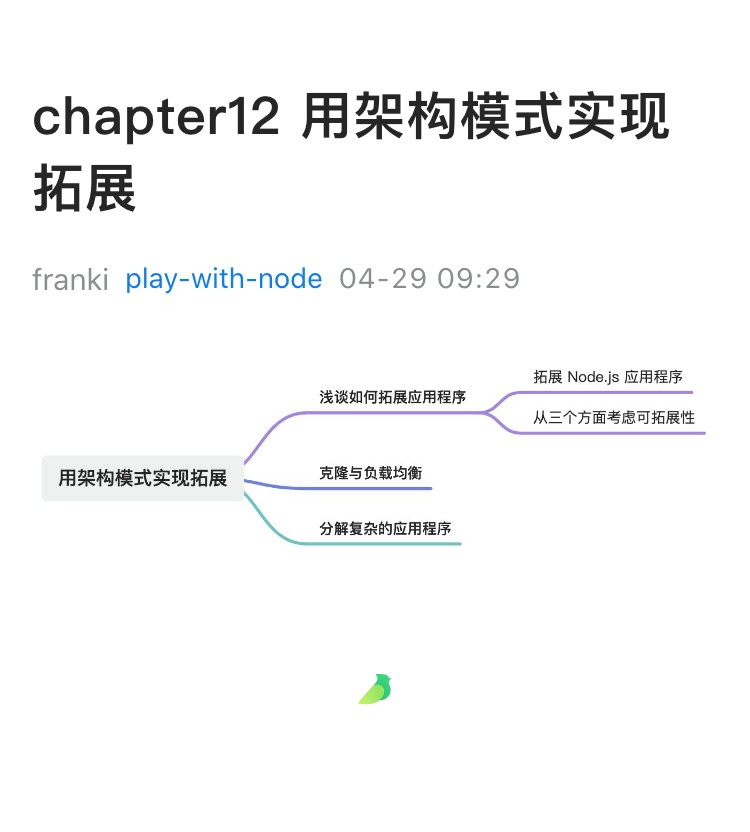 chapter12 用架构模式实现
拓展
franki play-with-node 04-29 09:29
用架构模式实现拓展
浅谈如何拓展应用程序
拓展 Node.js 应用程序
从三个方面考虑可拓展性
克隆与负载均衡
分解复杂的应用程序